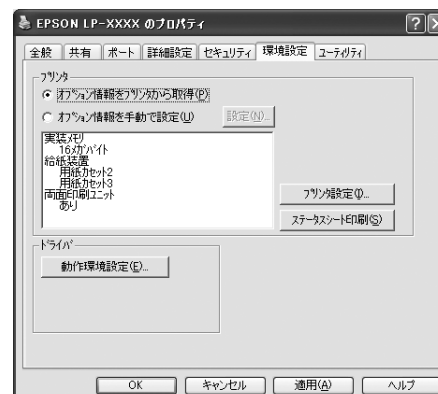 EPSON LP-XXXX のプロパティ
全般 共有 ポート 詳細設定 セキュリティ 環境設定 ユーティリティ
プリンタ
オプション情報をプリンタから取得(P)
オプション情報を手動で設定(U) 設定(N)...
実装メモリ
16メガバイト
給紙装置
用紙カセット2
用紙カセット3
両面印刷ユニット
あり
プリンタ設定(I)...
ステータスシート印刷(S)
ドライバ
動作環境設定(E)...
OK キャンセル 適用(A) ヘルプ